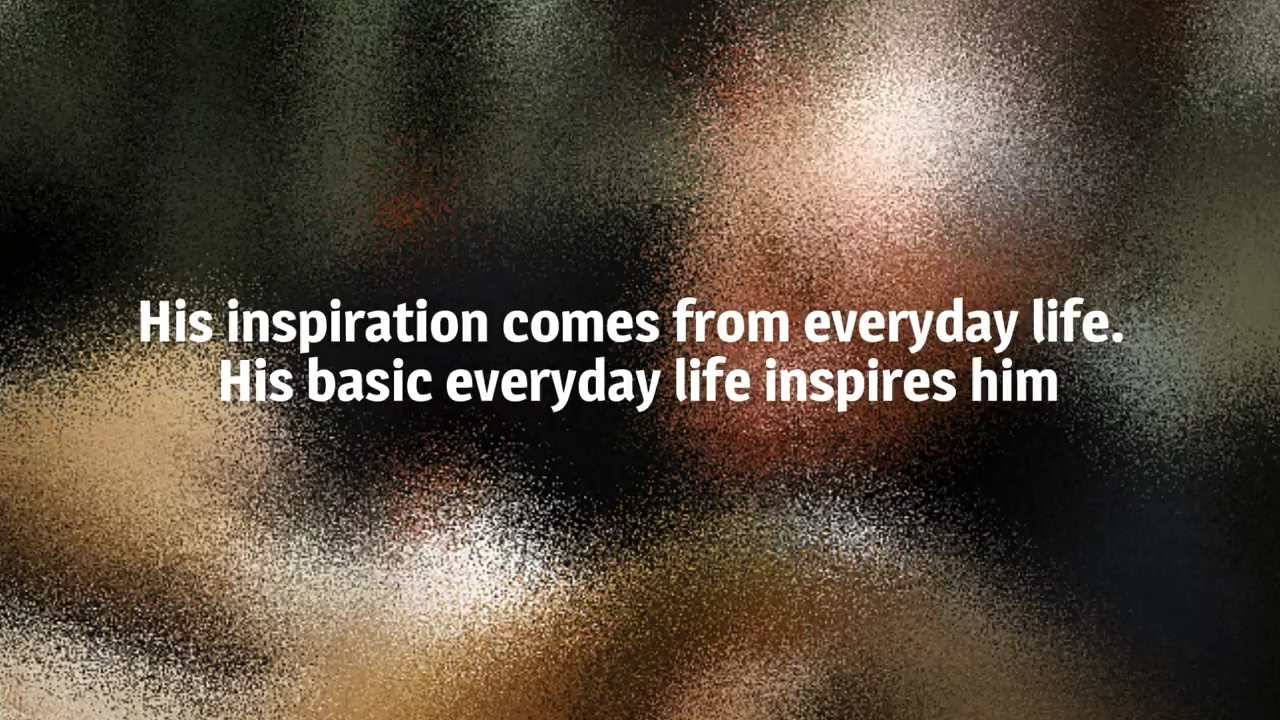 His inspiration comes from everyday life.
His basic everyday life inspires him